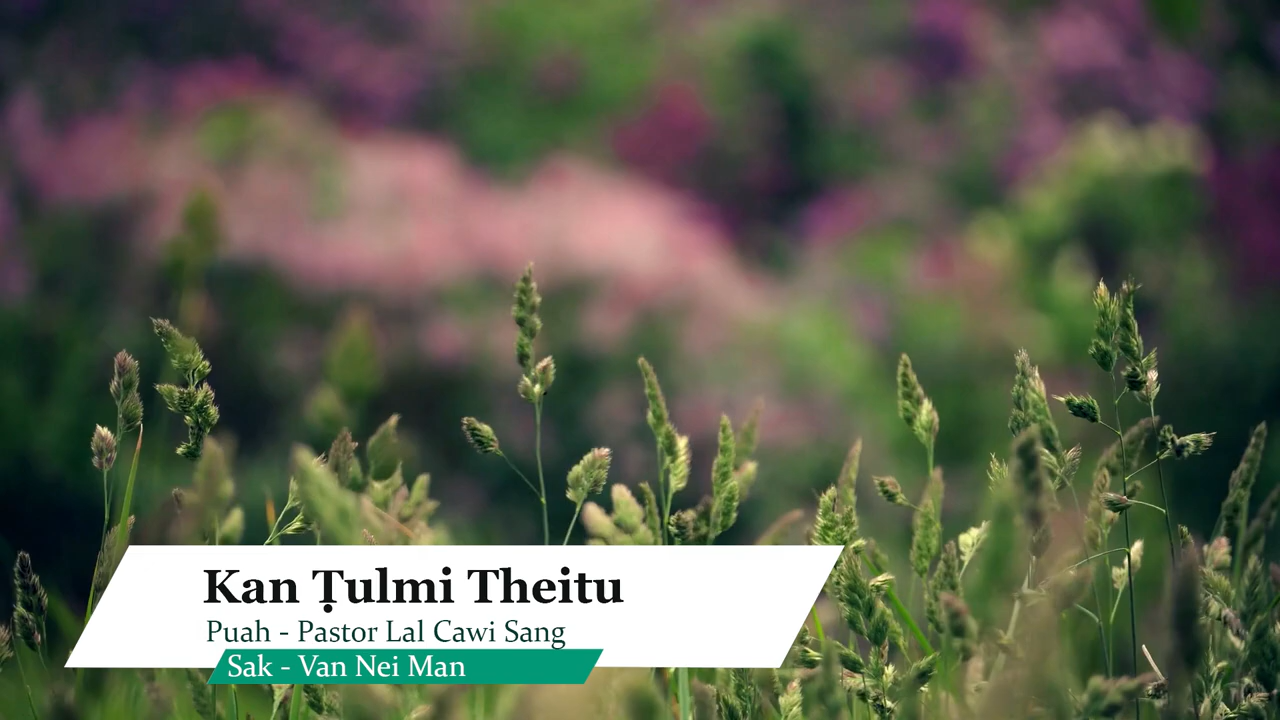 Kan Ṭulmi Theitu
Puah - Pastor Lal Cawi Sang
Sak - Van Nei Man